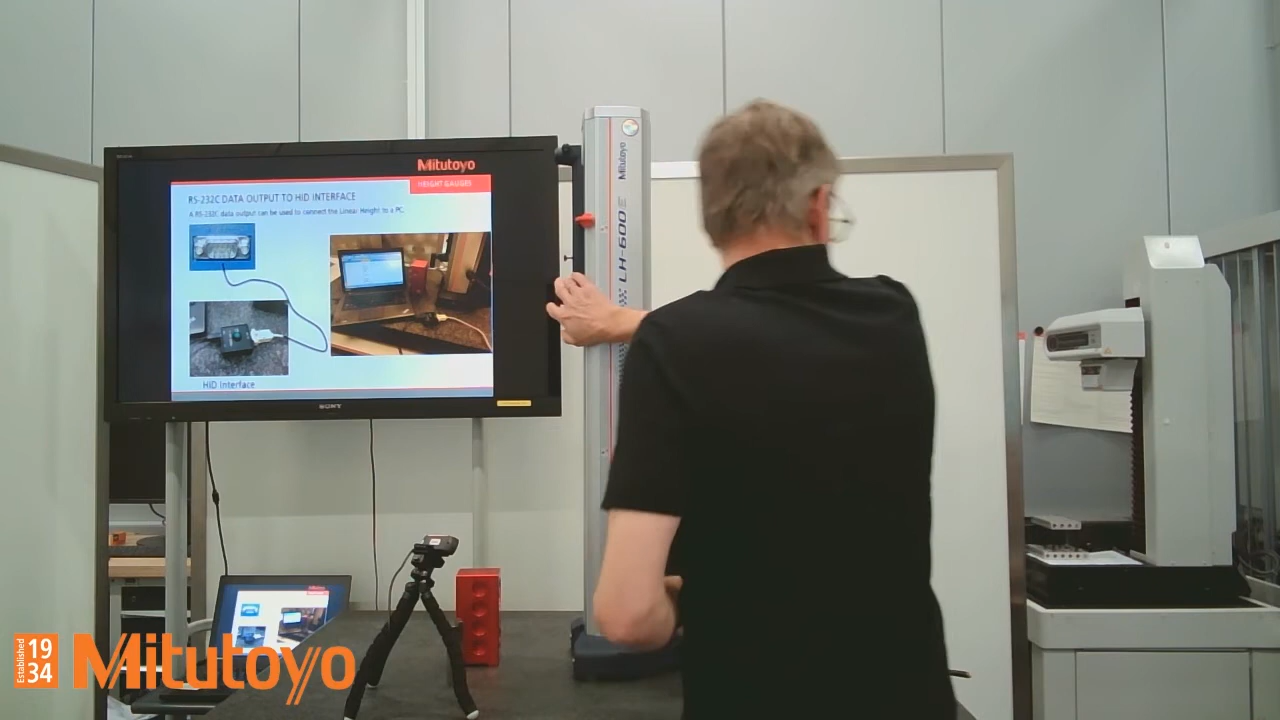 Mitutoyo
HEIGHT GAUGES
RS-232C DATA OUTPUT TO HID INTERFACE
A RS-232C data output can be used to connect the Linear Height to a PC.
HID Interface
SONY
Mitutoyo
LH-600E
Established
19
34
Mitutoyo